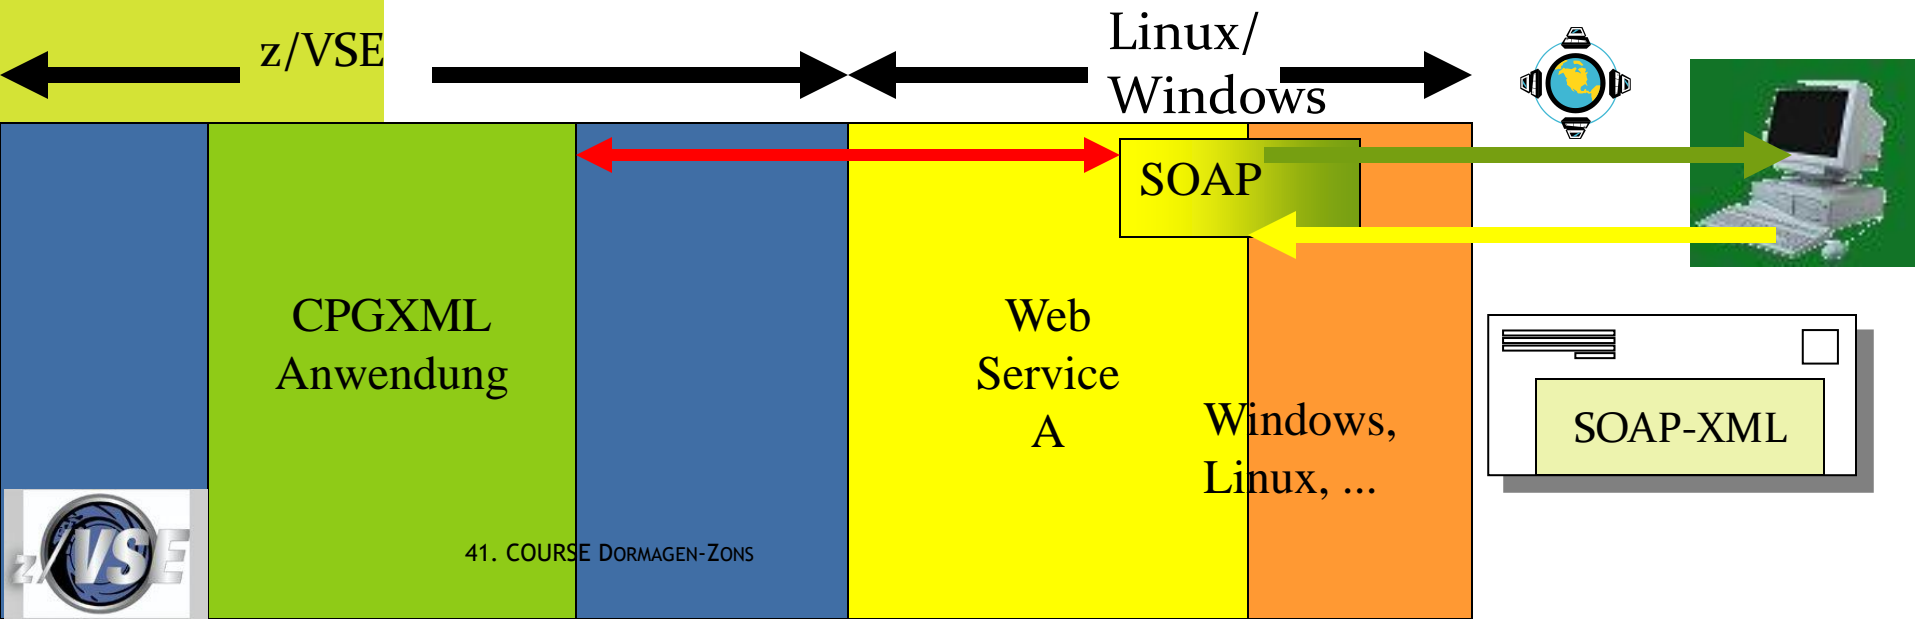 z/VSE
Linux/
Windows
SOAP
CPGXML
Anwendung
Web
Service
A
Windows,
Linux, ...
SOAP-XML
z/VSE
41. COURSE DORMAGEN-ZONS